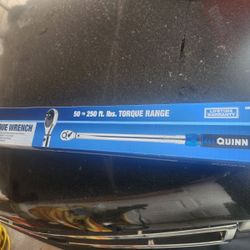 50 - 250 ft. lbs. TORQUE RANGE
LIFETIME
WARRANTY
QUE WRENCH
QUINN